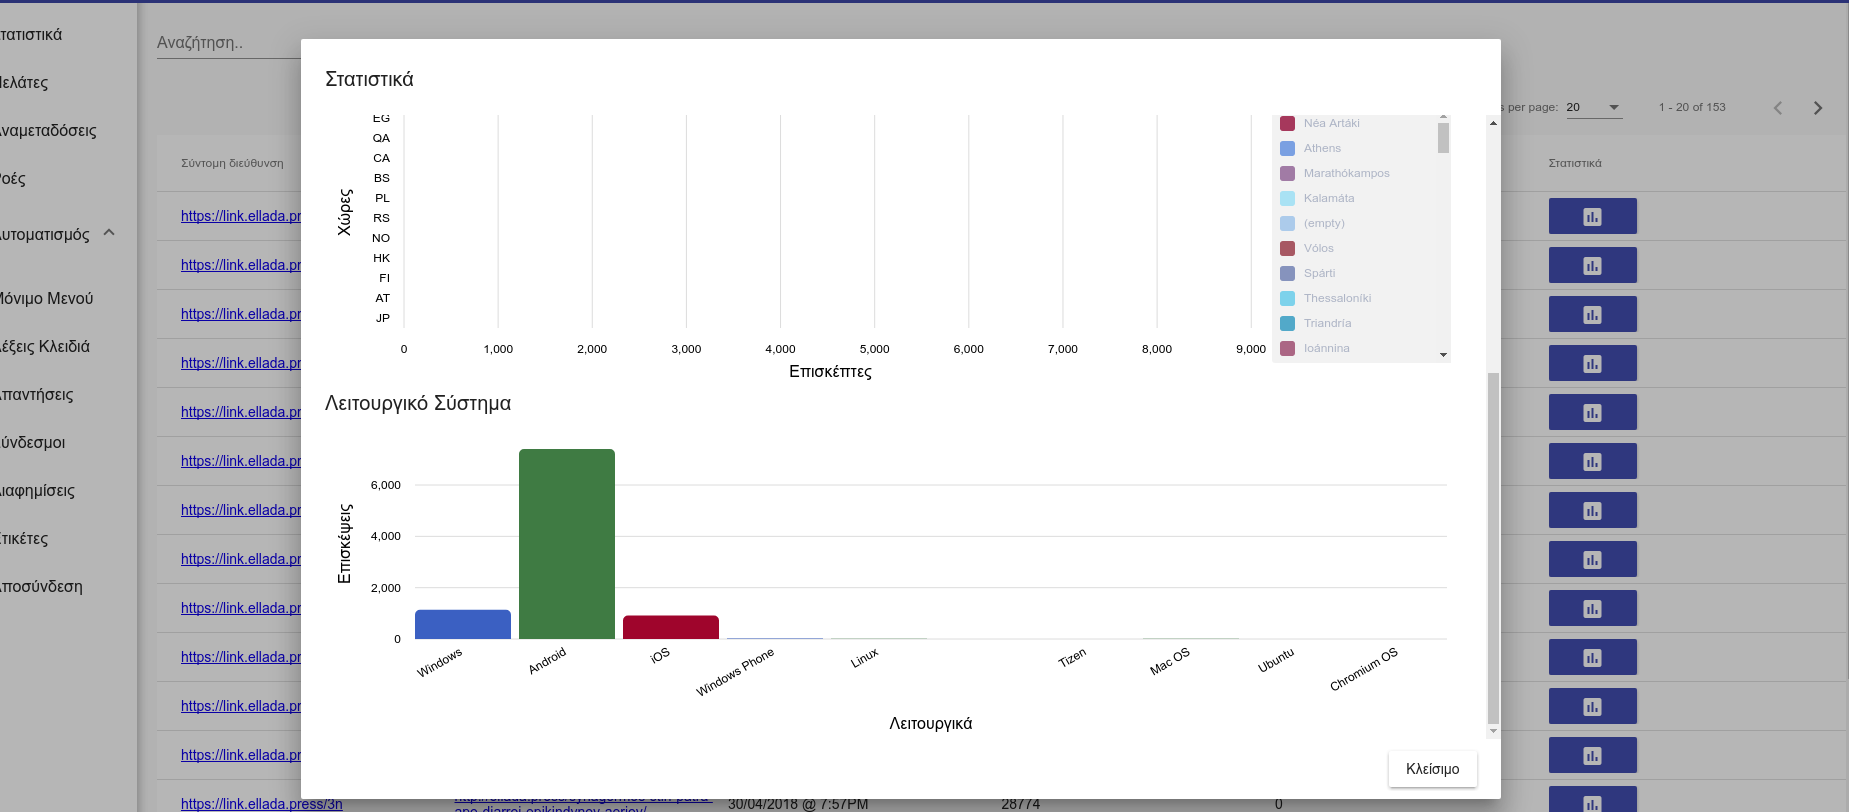 τατιστικά
ελάτες
ναμεταδόσεις
οές
υτοματισμός
Μόνιμο Μενού
έξεις Κλειδιά
παντήσεις
ύνδεσμοι
ιαφημίσεις
τικέτες
ποσύνδεση
Αναζήτηση..
s per page: 20 1 - 20 of 153
Σύντομη διεύθυνση
Στατιστικά
https://link.ellada.pr
https://link.ellada.pr
https://link.ellada.pr
https://link.ellada.pr
https://link.ellada.pr
https://link.ellada.pr
https://link.ellada.pr
https://link.ellada.pr
https://link.ellada.pr
https://link.ellada.pr
https://link.ellada.pr
https://link.ellada.pr
https://link.ellada.press/3n
30/04/2018 @ 7:57PM 28774 0
Στατιστικά
Χώρες
EG
QA
CA
BS
PL
RS
NO
HK
FI
AT
JP
0 1,000 2,000 3,000 4,000 5,000 6,000 7,000 8,000 9,000
Επισκέπτες
Néa Artáki
Athens
Marathókampos
Kalamáta
(empty)
Vólos
Spárti
Thessaloníki
Triandría
Ioánnina
Λειτουργικό Σύστημα
Επισκέψεις
6,000
4,000
2,000
0
Windows Android iOS Windows Phone Linux Tizen Mac OS Ubuntu Chromium OS
Λειτουργικά
Κλείσιμο